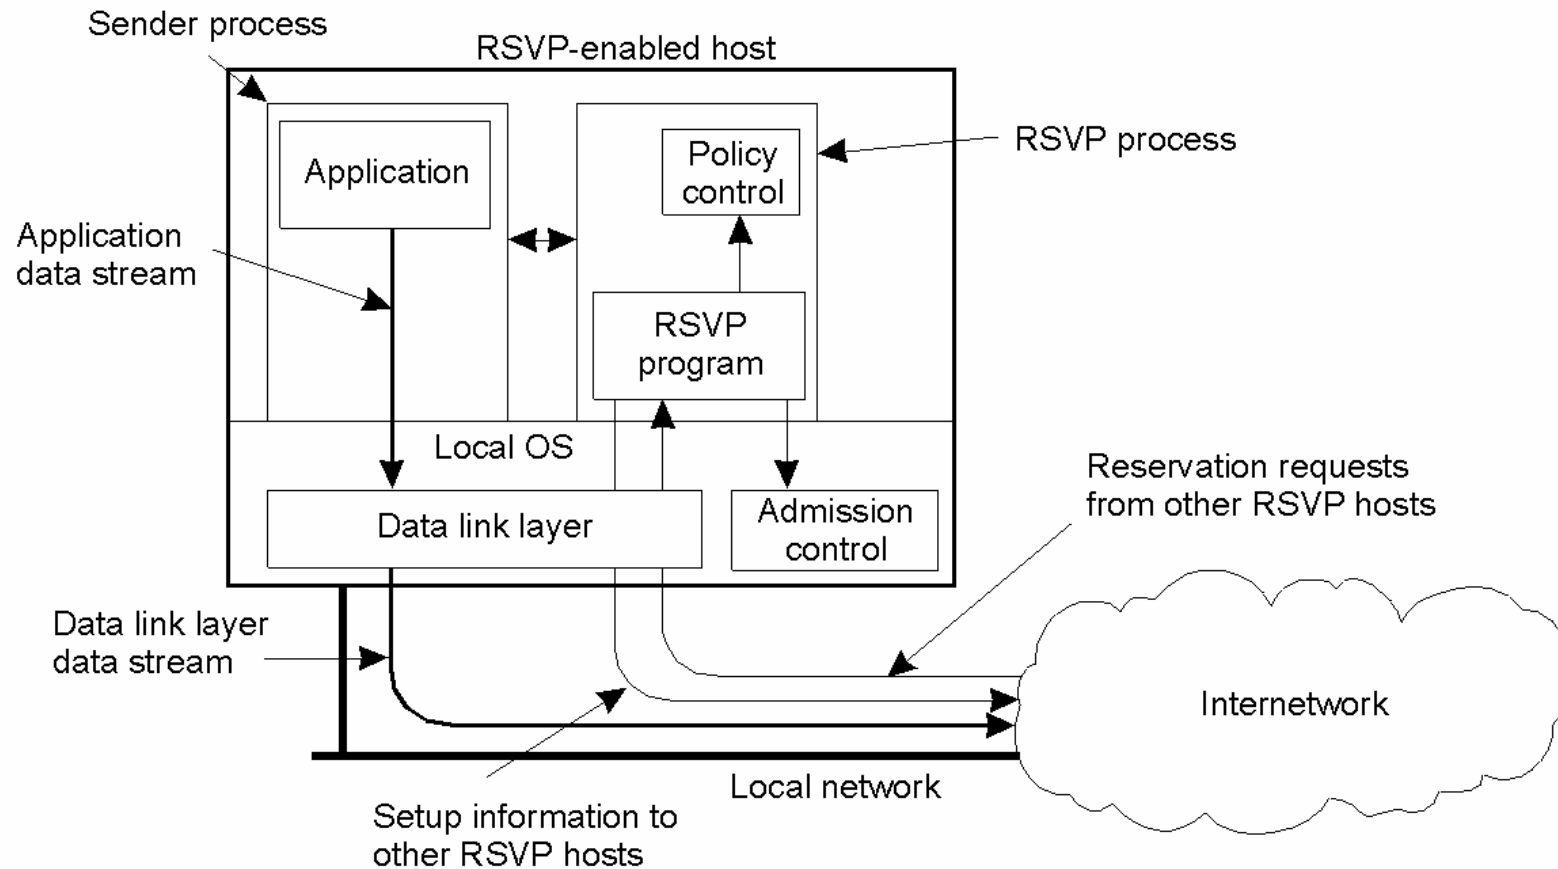 Sender process
RSVP-enabled host
Application
Policy
control
RSVP process
Application
data stream
RSVP
program
Local OS
Data link layer
Admission
control
Reservation requests
from other RSVP hosts
Data link layer
data stream
Internetwork
Local network
Setup information to
other RSVP hosts